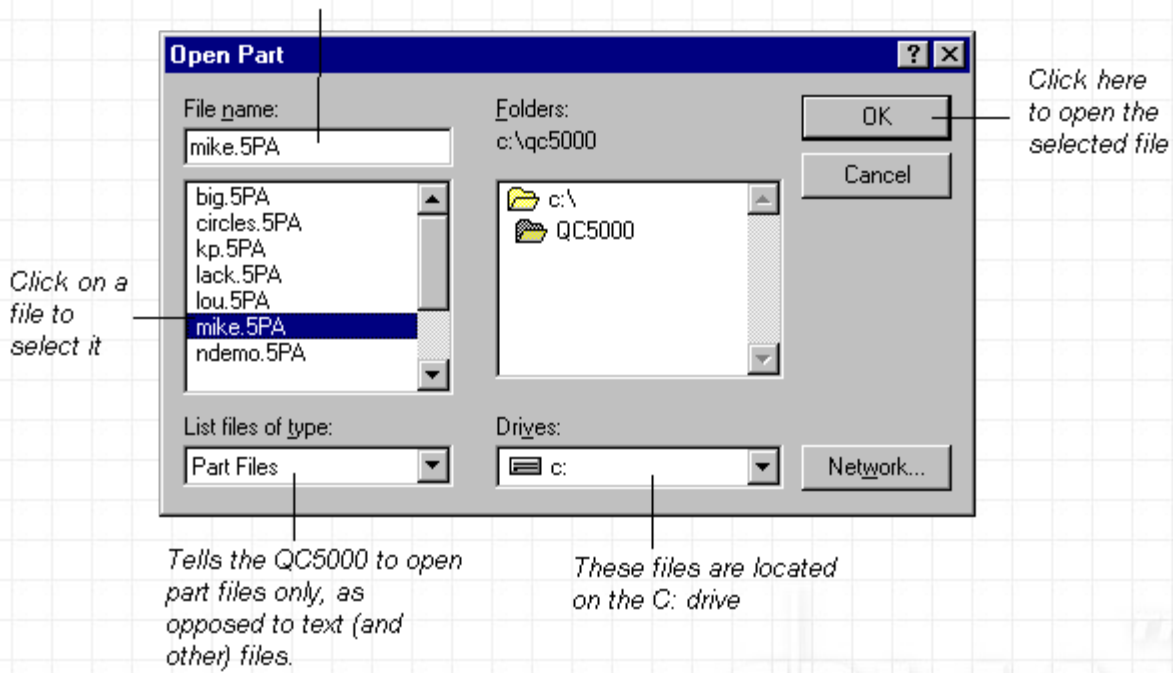 Open Part
File name:
mike.5PA
big.5PA
circles.5PA
kp.5PA
lack.5PA
lou.5PA
mike.5PA
ndemo.5PA
List files of type:
Part Files
Folders:
c:\qc5000
c:\
QC5000
Drives:
c:
OK
Cancel
Network...
Click here
to open the
selected file
Click on a
file to
select it
Tells the QC5000 to open
part files only, as
opposed to text (and
other) files.
These files are located
on the C: drive